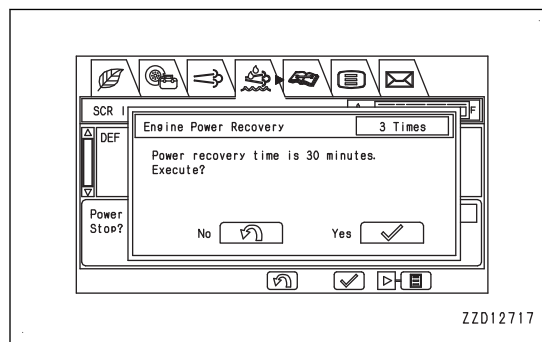 SCR I
F
Engine Power Recovery
3 Times
DEF
Power recovery time is 30 minutes.
Execute?
Power
Stop?
No
Yes
ZZD12717